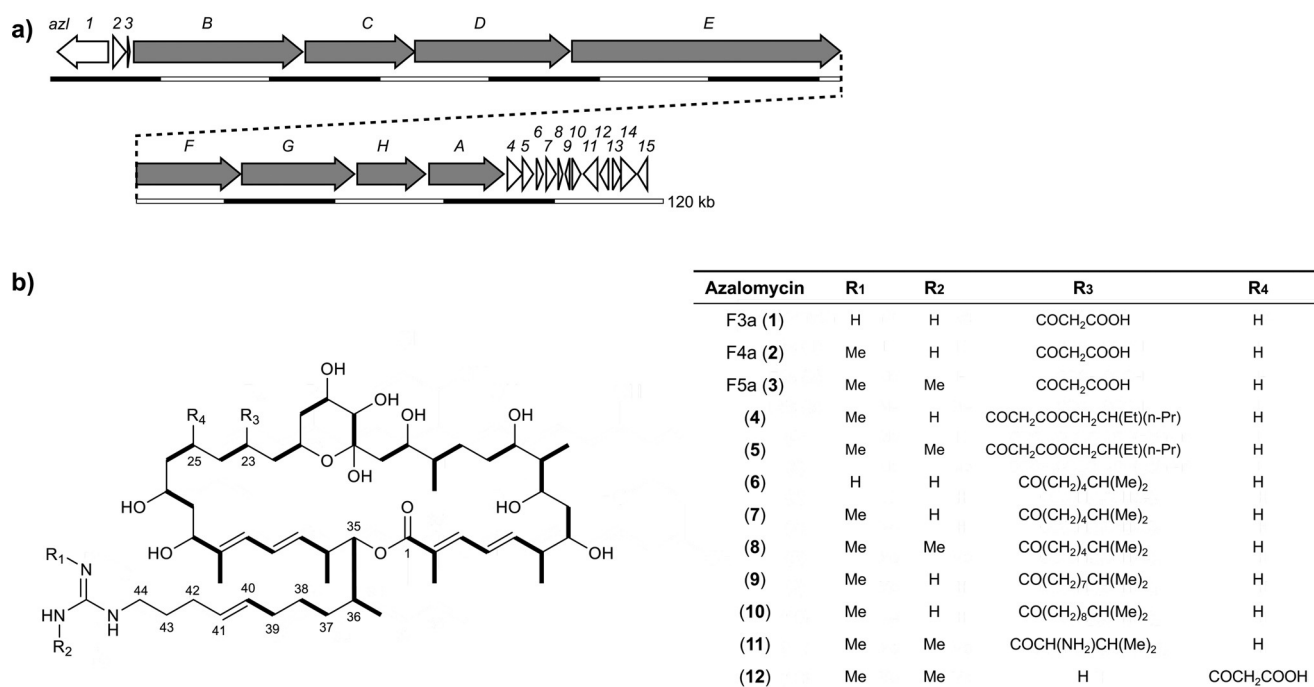 a)
azl 1 2 3 B C D E
F G H A 4 5 6 7 8 9 10 11 12 13 14 15
120 kb
b)
OH
OH
R4 R3 OH OH
25 23 O OH
HO HO
HO O 35 O 1 OH
R1 N 44 42 40 38 36
HN N H 43 41 39 37
R2
Azalomycin R1 R2 R3 R4
F3a (1) H H COCH2COOH H
F4a (2) Me H COCH2COOH H
F5a (3) Me Me COCH2COOH H
(4) Me H COCH2COOCH2CH(Et)(n-Pr) H
(5) Me Me COCH2COOCH2CH(Et)(n-Pr) H
(6) H H CO(CH2)4CH(Me)2 H
(7) Me H CO(CH2)4CH(Me)2 H
(8) Me Me CO(CH2)4CH(Me)2 H
(9) Me H CO(CH2)7CH(Me)2 H
(10) Me H CO(CH2)8CH(Me)2 H
(11) Me Me COCH(NH2)CH(Me)2 H
(12) Me Me H COCH2COOH